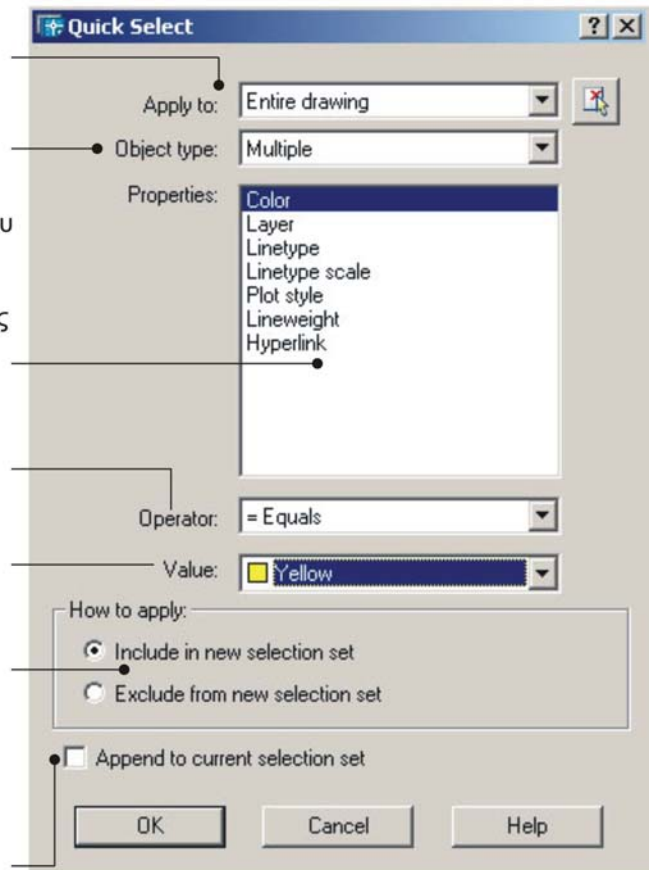 Quick Select
Apply to: Entire drawing
Object type: Multiple
Properties:
Color
Layer
Linetype
Linetype scale
Plot style
Lineweight
Hyperlink
υ
ς
Operator: = Equals
Value: Yellow
How to apply:
Include in new selection set
Exclude from new selection set
Append to current selection set
OK Cancel Help